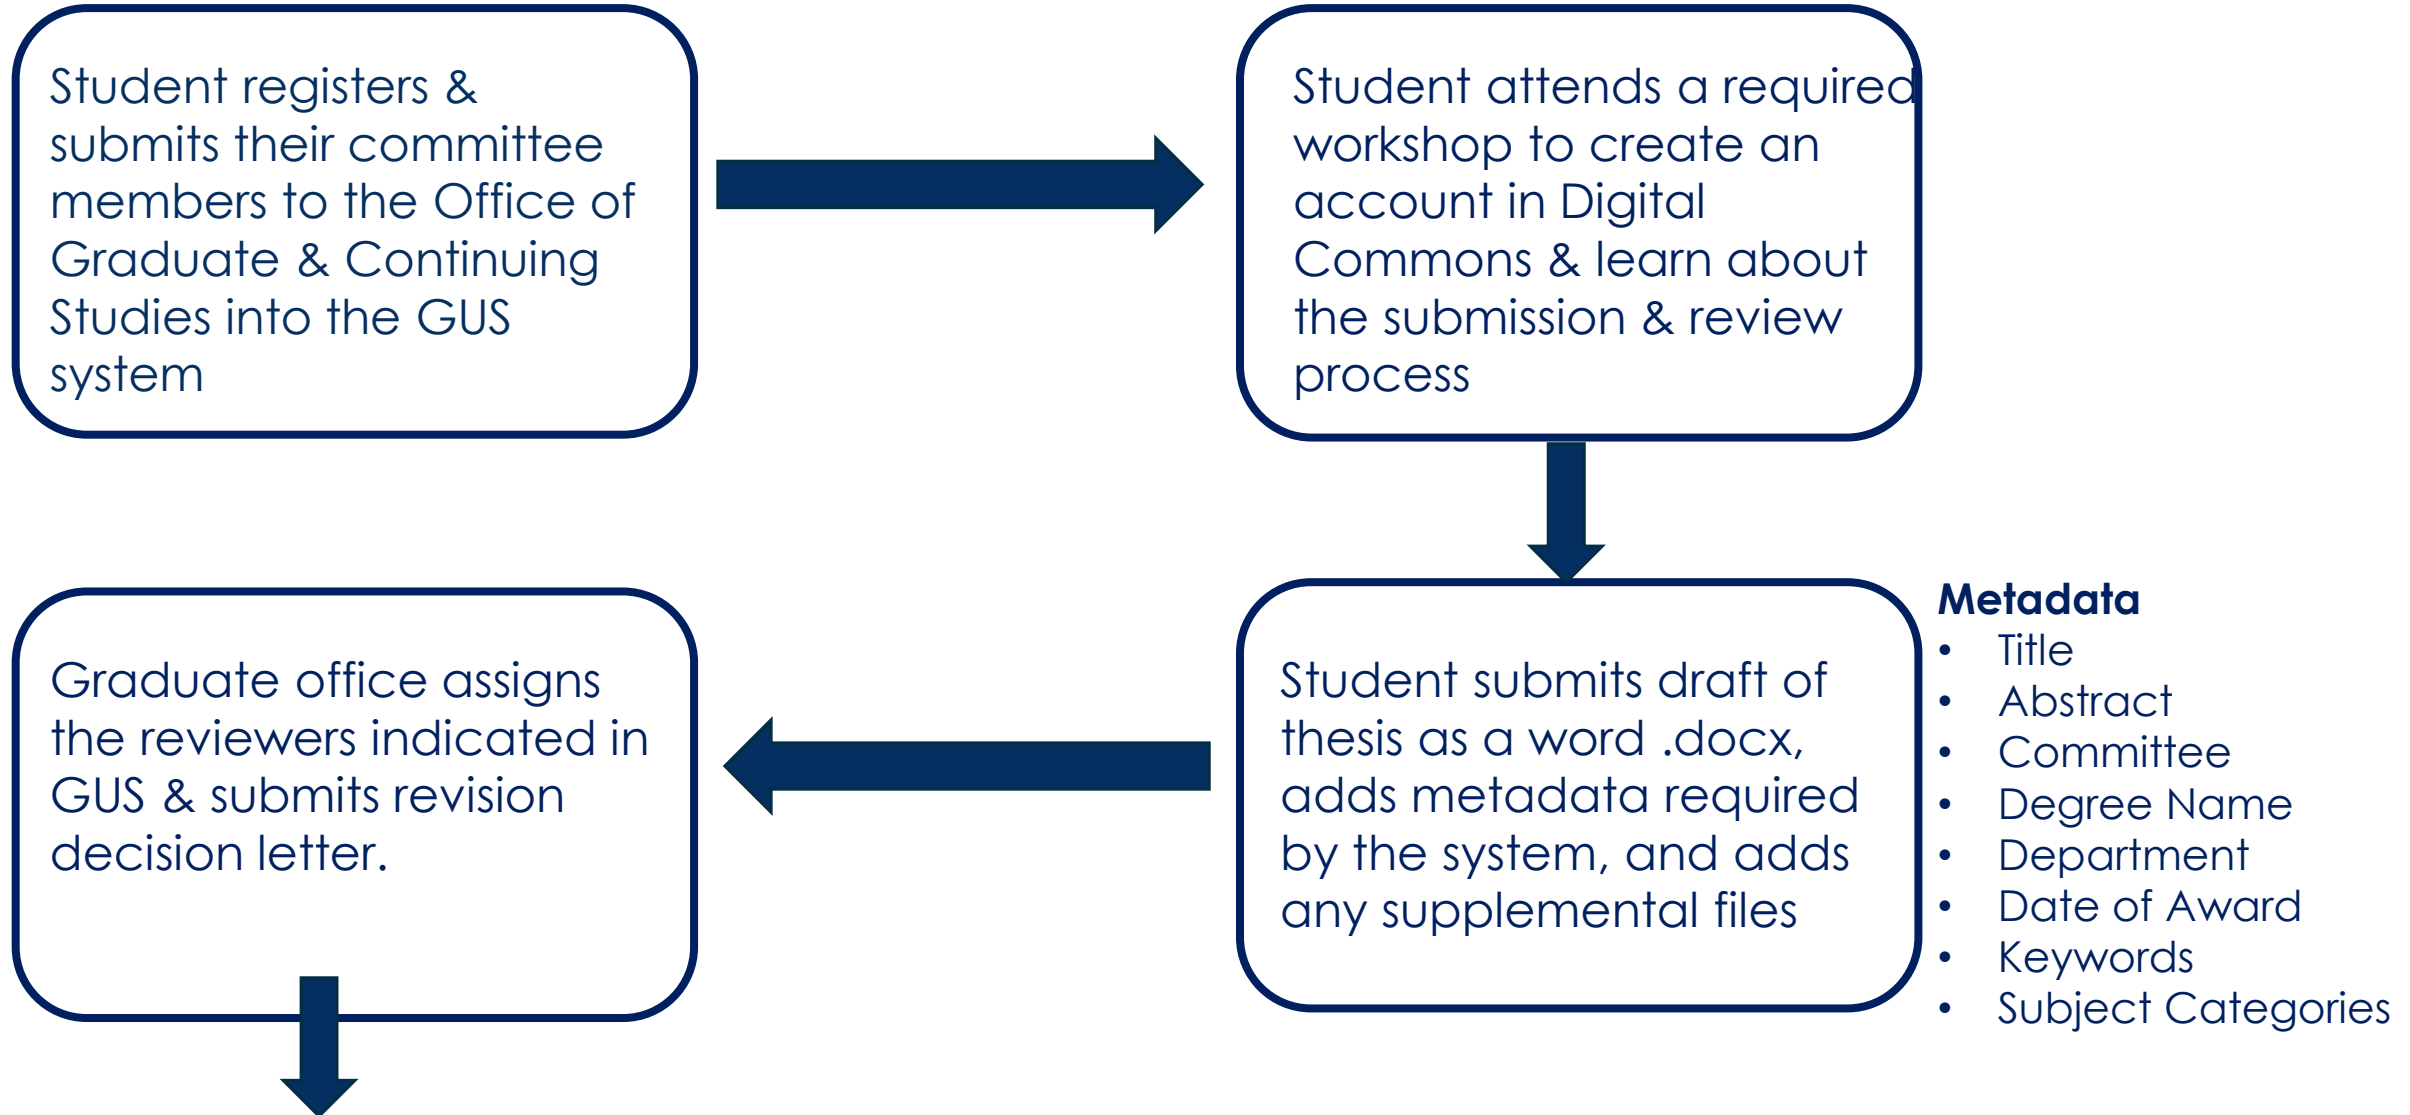 Student registers &
submits their committee
members to the Office of
Graduate & Continuing
Studies into the GUS
system
Student attends a required
workshop to create an
account in Digital
Commons & learn about
the submission & review
process
Student submits draft of
thesis as a word .docx,
adds metadata required
by the system, and adds
any supplemental files
Metadata
• Title
• Abstract
• Committee
• Degree Name
• Department
• Date of Award
• Keywords
• Subject Categories
Graduate office assigns
the reviewers indicated in
GUS & submits revision
decision letter.